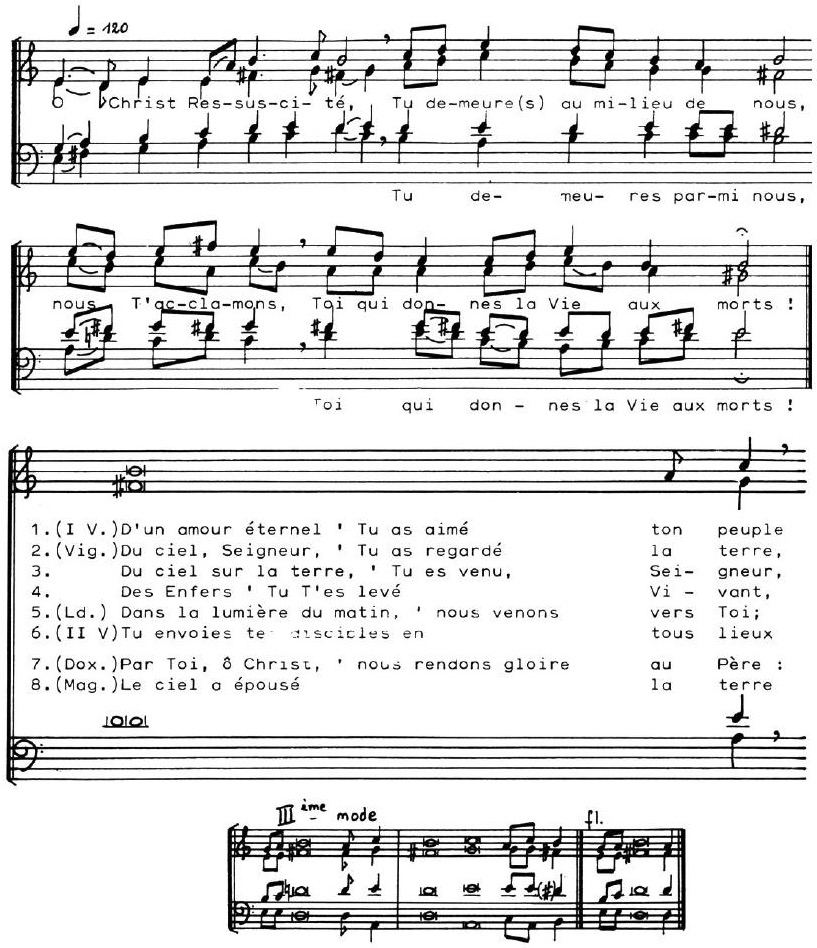 = 120
O Christ Res-sus-ci-té, Tu de-meure(s) au mi-lieu de nous,
Tu de- meu- res par-mi nous,
nous T'ac-cla-mons, Toi qui don- nes la Vie aux morts !
Toi qui don - nes la Vie aux morts !
1.(I V.)D'un amour éternel ' Tu as aimé ton peuple
2.(Vig.)Du ciel, Seigneur, ' Tu as regardé la terre,
3. Du ciel sur la terre, ' Tu es venu, Sei- gneur,
4. Des Enfers ' Tu T'es levé Vi - vant,
5.(Ld.) Dans la lumière du matin, ' nous venons vers Toi;
6.(II V)Tu envoies en tous lieux
7.(Dox.)Par Toi, ô Christ, ' nous rendons gloire au Père :
8.(Mag.)Le ciel a épousé la terre
III ième mode
fl.